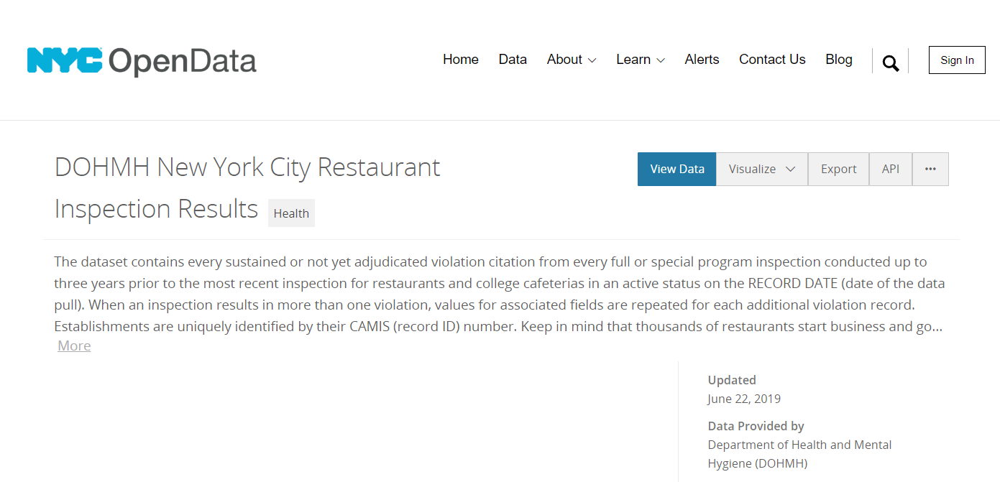 NYC OpenData
Home Data About Learn Alerts Contact Us Blog Sign In
DOHMH New York City Restaurant
Inspection Results Health
View Data Visualize Export API ...
The dataset contains every sustained or not yet adjudicated violation citation from every full or special program inspection conducted up to
three years prior to the most recent inspection for restaurants and college cafeterias in an active status on the RECORD DATE (date of the data
pull). When an inspection results in more than one violation, values for associated fields are repeated for each additional violation record.
Establishments are uniquely identified by their CAMIS (record ID) number. Keep in mind that thousands of restaurants start business and go...
More
Updated
June 22, 2019
Data Provided by
Department of Health and Mental
Hygiene (DOHMH)